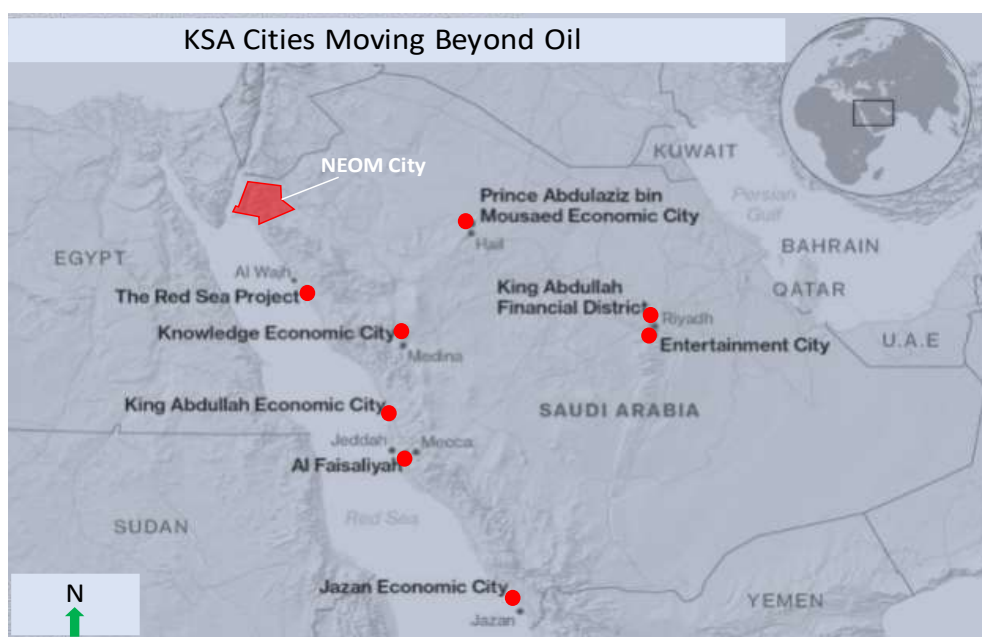 KSA Cities Moving Beyond Oil
NEOM City
KUWAIT
Prince Abdulaziz bin
Mousaed Economic City
Persian
Gulf
Hail
BAHRAIN
EGYPT
Al Wajh
The Red Sea Project
King Abdullah
Financial District
QATAR
Riyadh
Knowledge Economic City
Medina
Entertainment City
U.A.E
King Abdullah Economic City
SAUDI ARABIA
Jeddah
Mecca
Al Faisaliyah
Red Sea
SUDAN
Jazan Economic City
Jazan
YEMEN
N